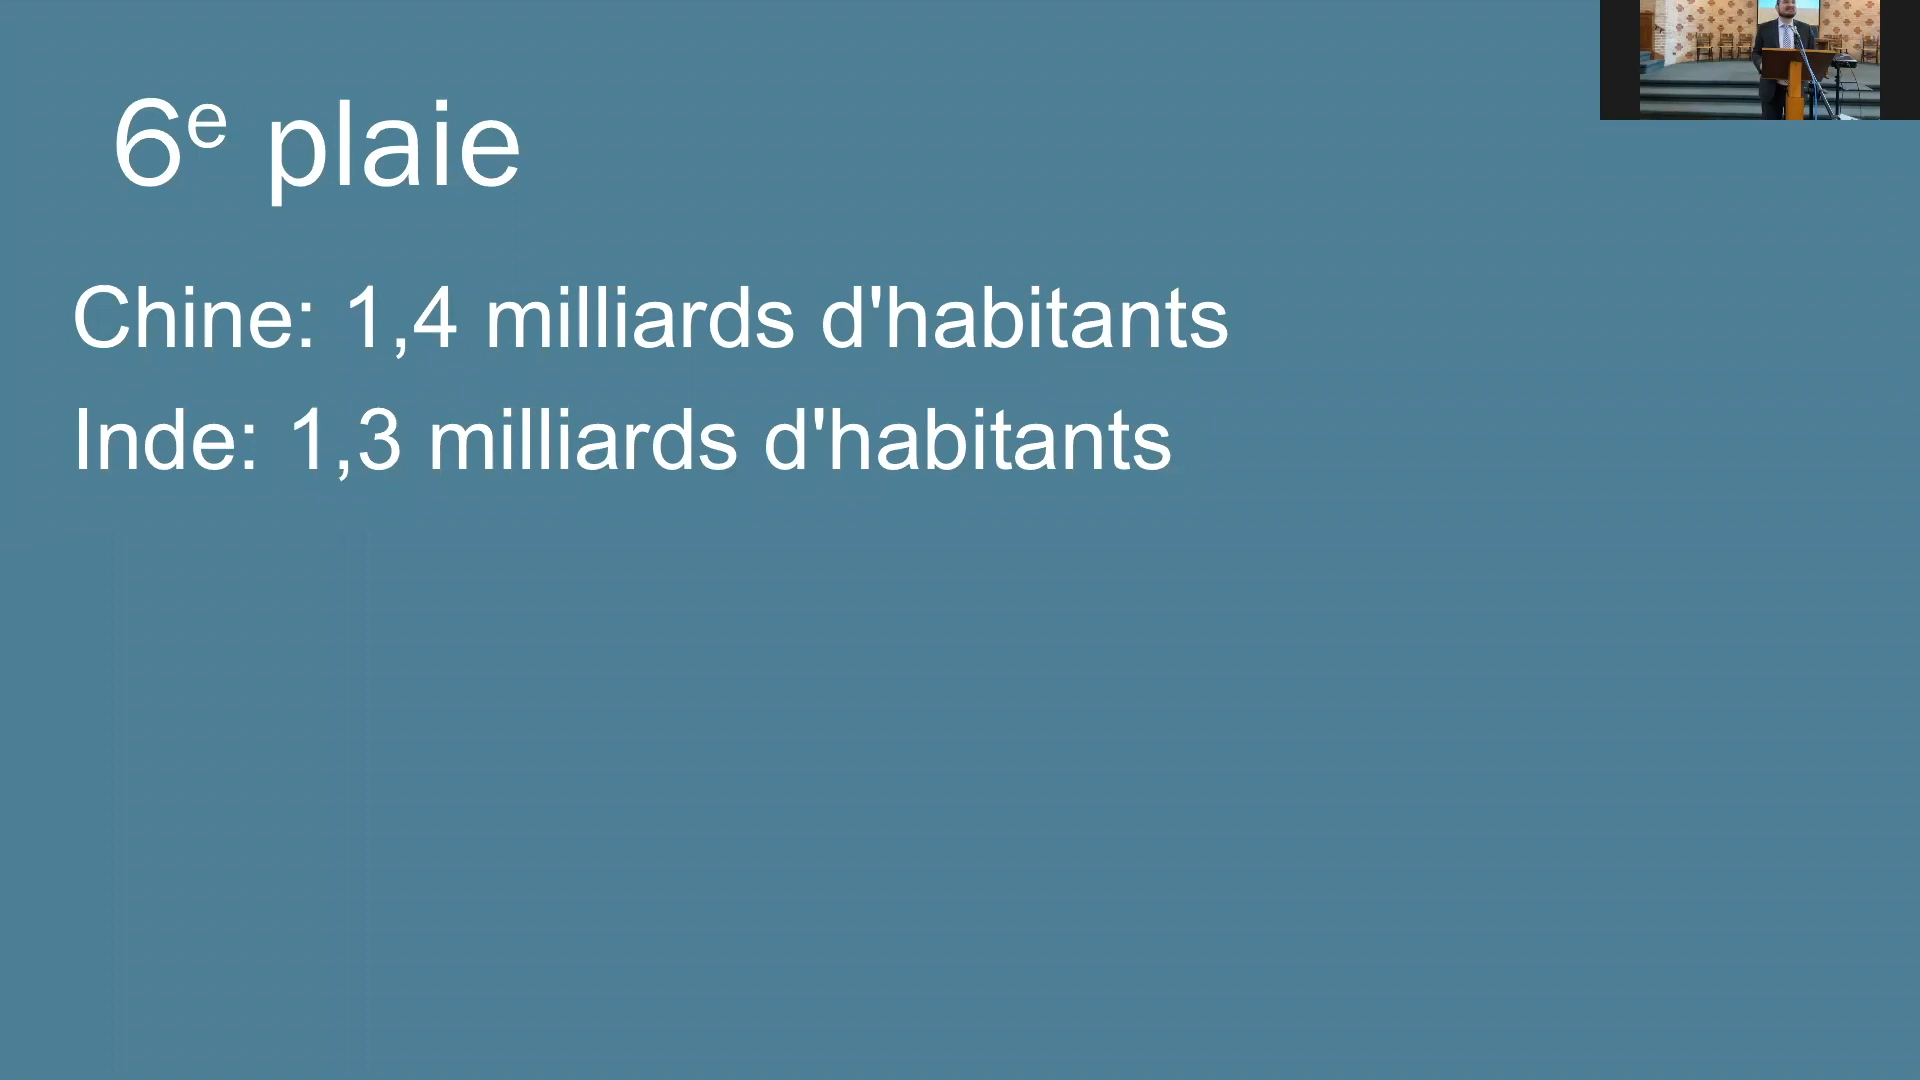 6e plaie
Chine: 1,4 milliards d'habitants
Inde: 1,3 milliards d'habitants